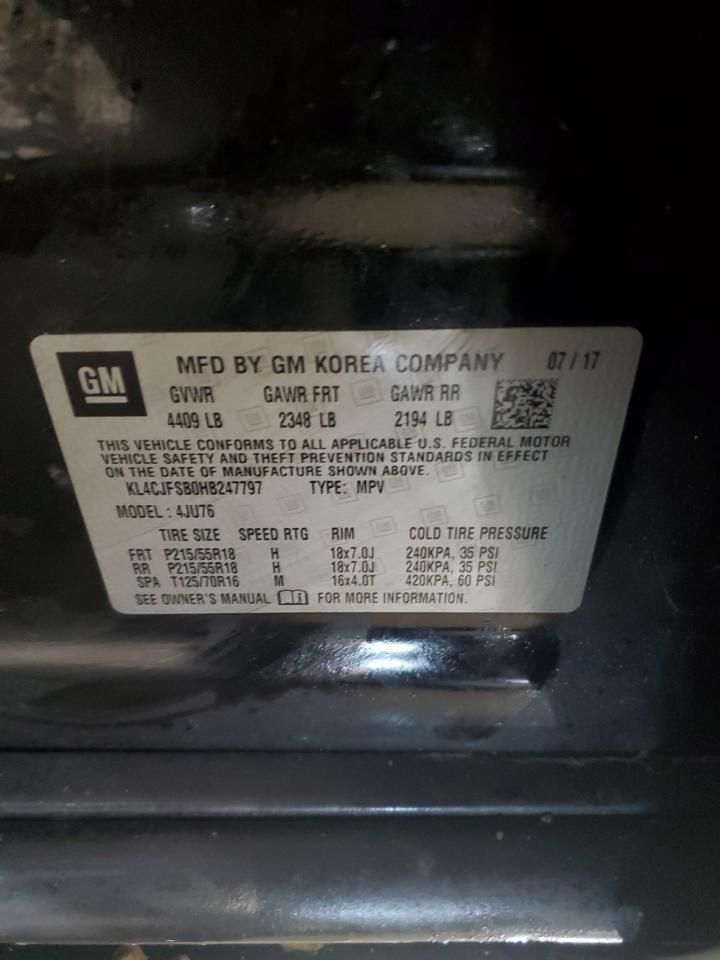 GM MFD BY GM KOREA COMPANY 07 / 17
GVWR GAWR FRT GAWR RR
4409 LB 2348 LB 2194 LB
THIS VEHICLE CONFORMS TO ALL APPLICABLE U.S. FEDERAL MOTOR
VEHICLE SAFETY AND THEFT PREVENTION STANDARDS IN EFFECT
ON THE DATE OF MANUFACTURE SHOWN ABOVE.
KL4CJFSB0HB247797 TYPE: MPV
MODEL : 4JU76
TIRE SIZE SPEED RTG RIM COLD TIRE PRESSURE
FRT P215/55R18 H 18x7.0J 240KPA, 35 PSI
RR P215/55R18 H 18x7.0J 240KPA, 35 PSI
SPA T125/70R16 M 16x4.0T 420KPA, 60 PSI
SEE OWNER'S MANUAL FOR MORE INFORMATION.